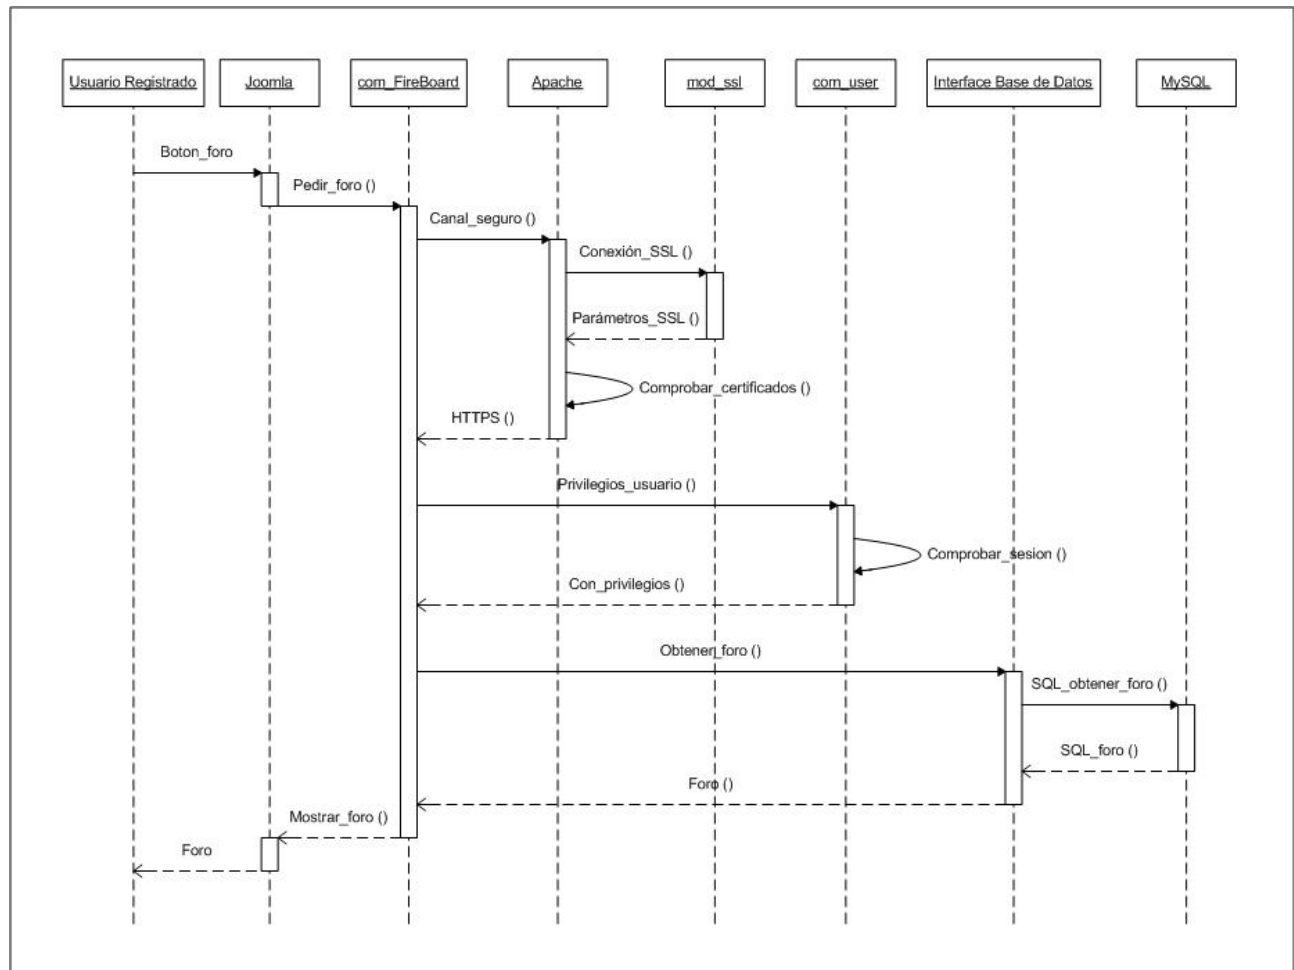 Usuario Registrado
Joomla
com_FireBoard
Apache
mod_ssl
com_user
Interface Base de Datos
MySQL
Boton_foro
Pedir_foro ()
Canal_seguro ()
Conexión_SSL ()
Parámetros_SSL ()
Comprobar_certificados ()
HTTPS ()
Privilegios_usuario ()
Comprobar_sesion ()
Con_privilegios ()
Obtener_foro ()
SQL_obtener_foro ()
SQL_foro ()
Foro ()
Mostrar_foro ()
Foro